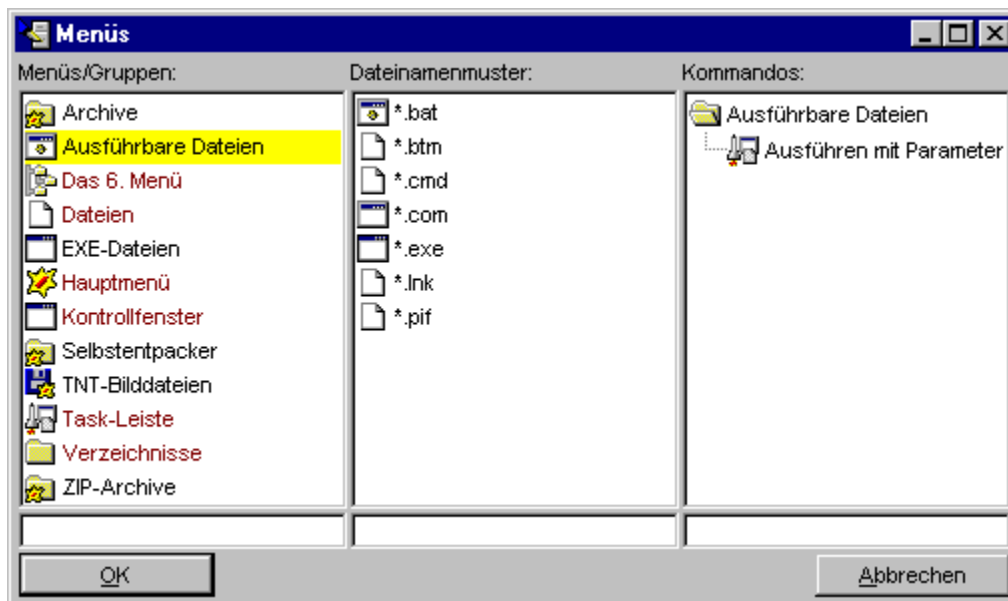 Menüs
Menüs/Gruppen:
Archive
Ausführbare Dateien
Das 6. Menü
Dateien
EXE-Dateien
Hauptmenü
Kontrollfenster
Selbstentpacker
TNT-Bilddateien
Task-Leiste
Verzeichnisse
ZIP-Archive
Dateinamenmuster:
*.bat
*.btm
*.cmd
*.com
*.exe
*.lnk
*.pif
Kommandos:
Ausführbare Dateien
Ausführen mit Parameter
OK
Abbrechen